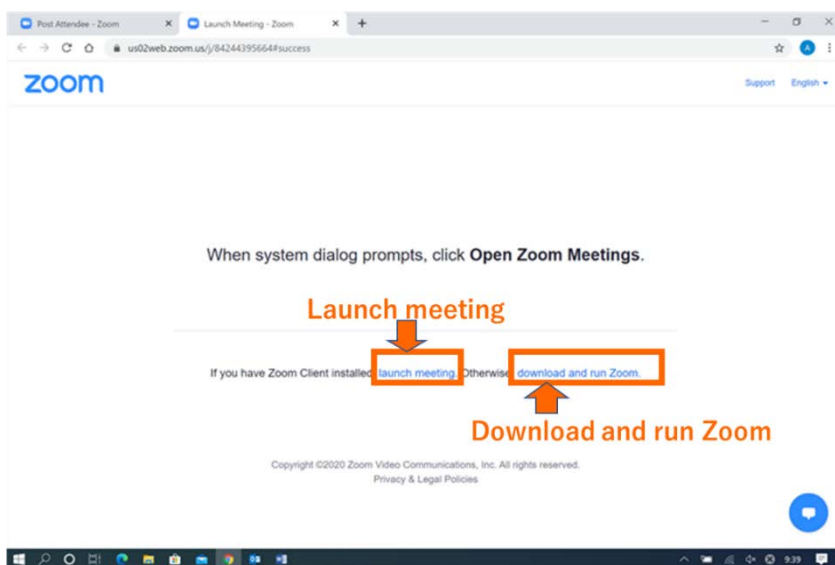 Post Attendee - Zoom
Launch Meeting - Zoom
us02web.zoom.us/j/84244395664#success
A
zoom
Support English
When system dialog prompts, click Open Zoom Meetings.
Launch meeting
If you have Zoom Client installed, launch meeting. Otherwise, download and run Zoom.
Download and run Zoom
Copyright ©2020 Zoom Video Communications, Inc. All rights reserved.
Privacy & Legal Policies
9:39